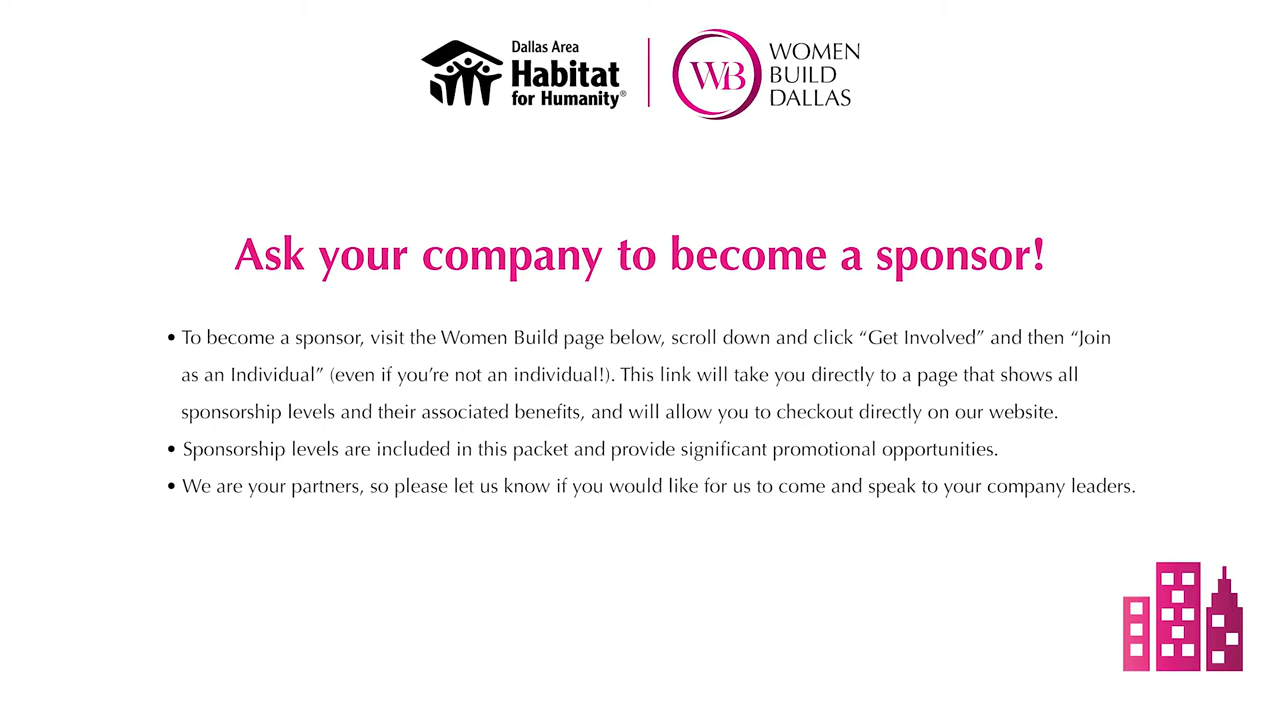 Dallas Area
Habitat
for Humanity®
WB
WOMEN
BUILD
DALLAS
Ask your company to become a sponsor!
• To become a sponsor, visit the Women Build page below, scroll down and click “Get Involved” and then “Join
as an Individual” (even if you’re not an individual!). This link will take you directly to a page that shows all
sponsorship levels and their associated benefits, and will allow you to checkout directly on our website.
• Sponsorship levels are included in this packet and provide significant promotional opportunities.
• We are your partners, so please let us know if you would like for us to come and speak to your company leaders.